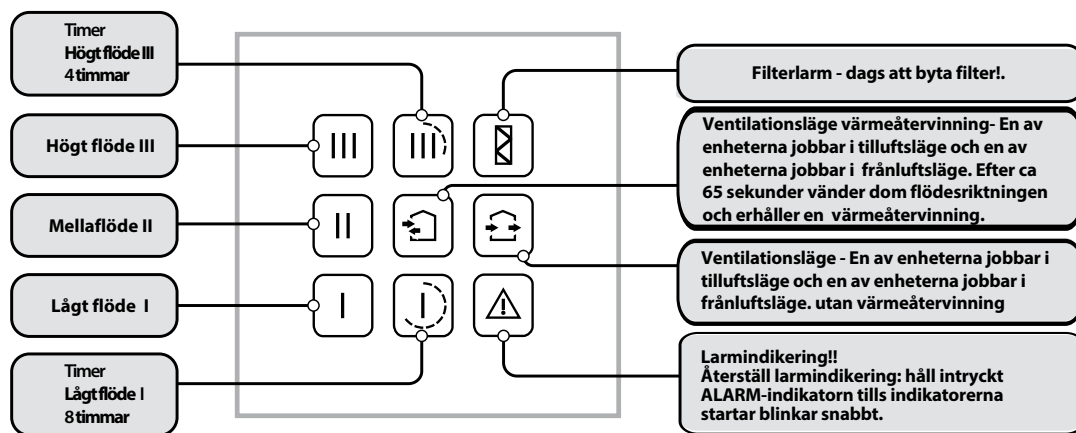 Timer
Högt flöde III
4 timmar
Högt flöde III
Mellaflöde II
Lågt flöde I
Timer
Lågt flöde I
8 timmar
III
III
II
I
I
Filterlarm - dags att byta filter!.
Ventilationsläge värmeåtervinning- En av
enheterna jobbar i tilluftsläge och en av
enheterna jobbar i frånluftsläge. Efter ca
65 sekunder vänder dom flödesriktningen
och erhåller en värmeåtervinning.
Ventilationsläge - En av enheterna jobbar i
tilluftsläge och en av enheterna jobbar i
frånluftsläge. utan värmeåtervinning
Larmindikering!!
Återställ larmindikering: håll intryckt
ALARM-indikatorn tills indikatorerna
startar blinkar snabbt.